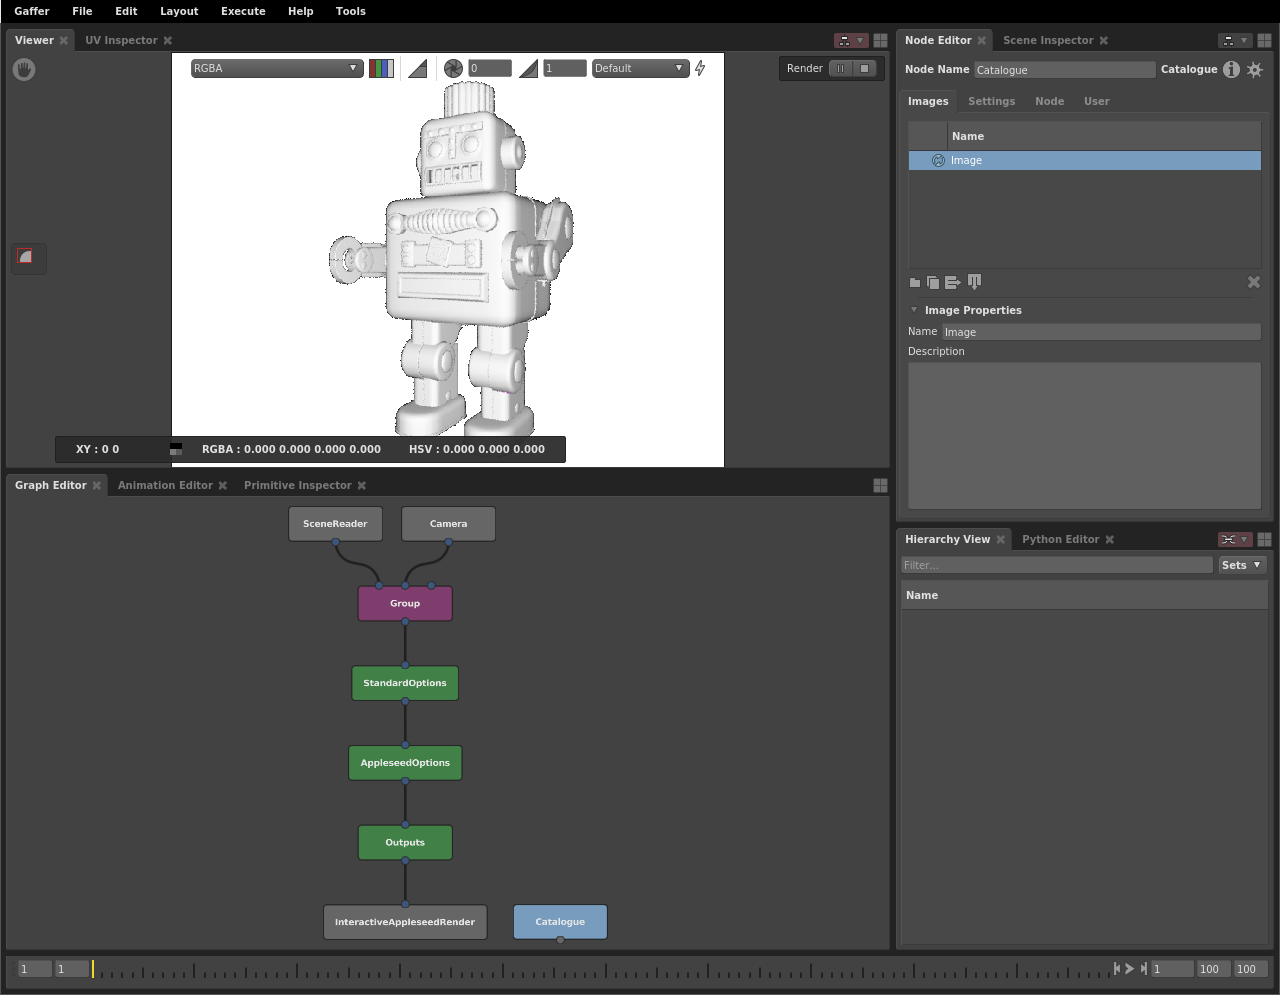 Gaffer File Edit Layout Execute Help Tools
Viewer UV Inspector
RGBA 0 1 Default Render
XY : 0 0 RGBA : 0.000 0.000 0.000 0.000 HSV : 0.000 0.000 0.000
Node Editor Scene Inspector
Node Name Catalogue Catalogue
Images Settings Node User
Name
Image
Image Properties
Name Image
Description
Graph Editor Animation Editor Primitive Inspector
SceneReader Camera
Group
StandardOptions
AppleseedOptions
Outputs
InteractiveAppleseedRender Catalogue
Hierarchy View Python Editor
Filter... Sets
Name
1 1 1 100 100